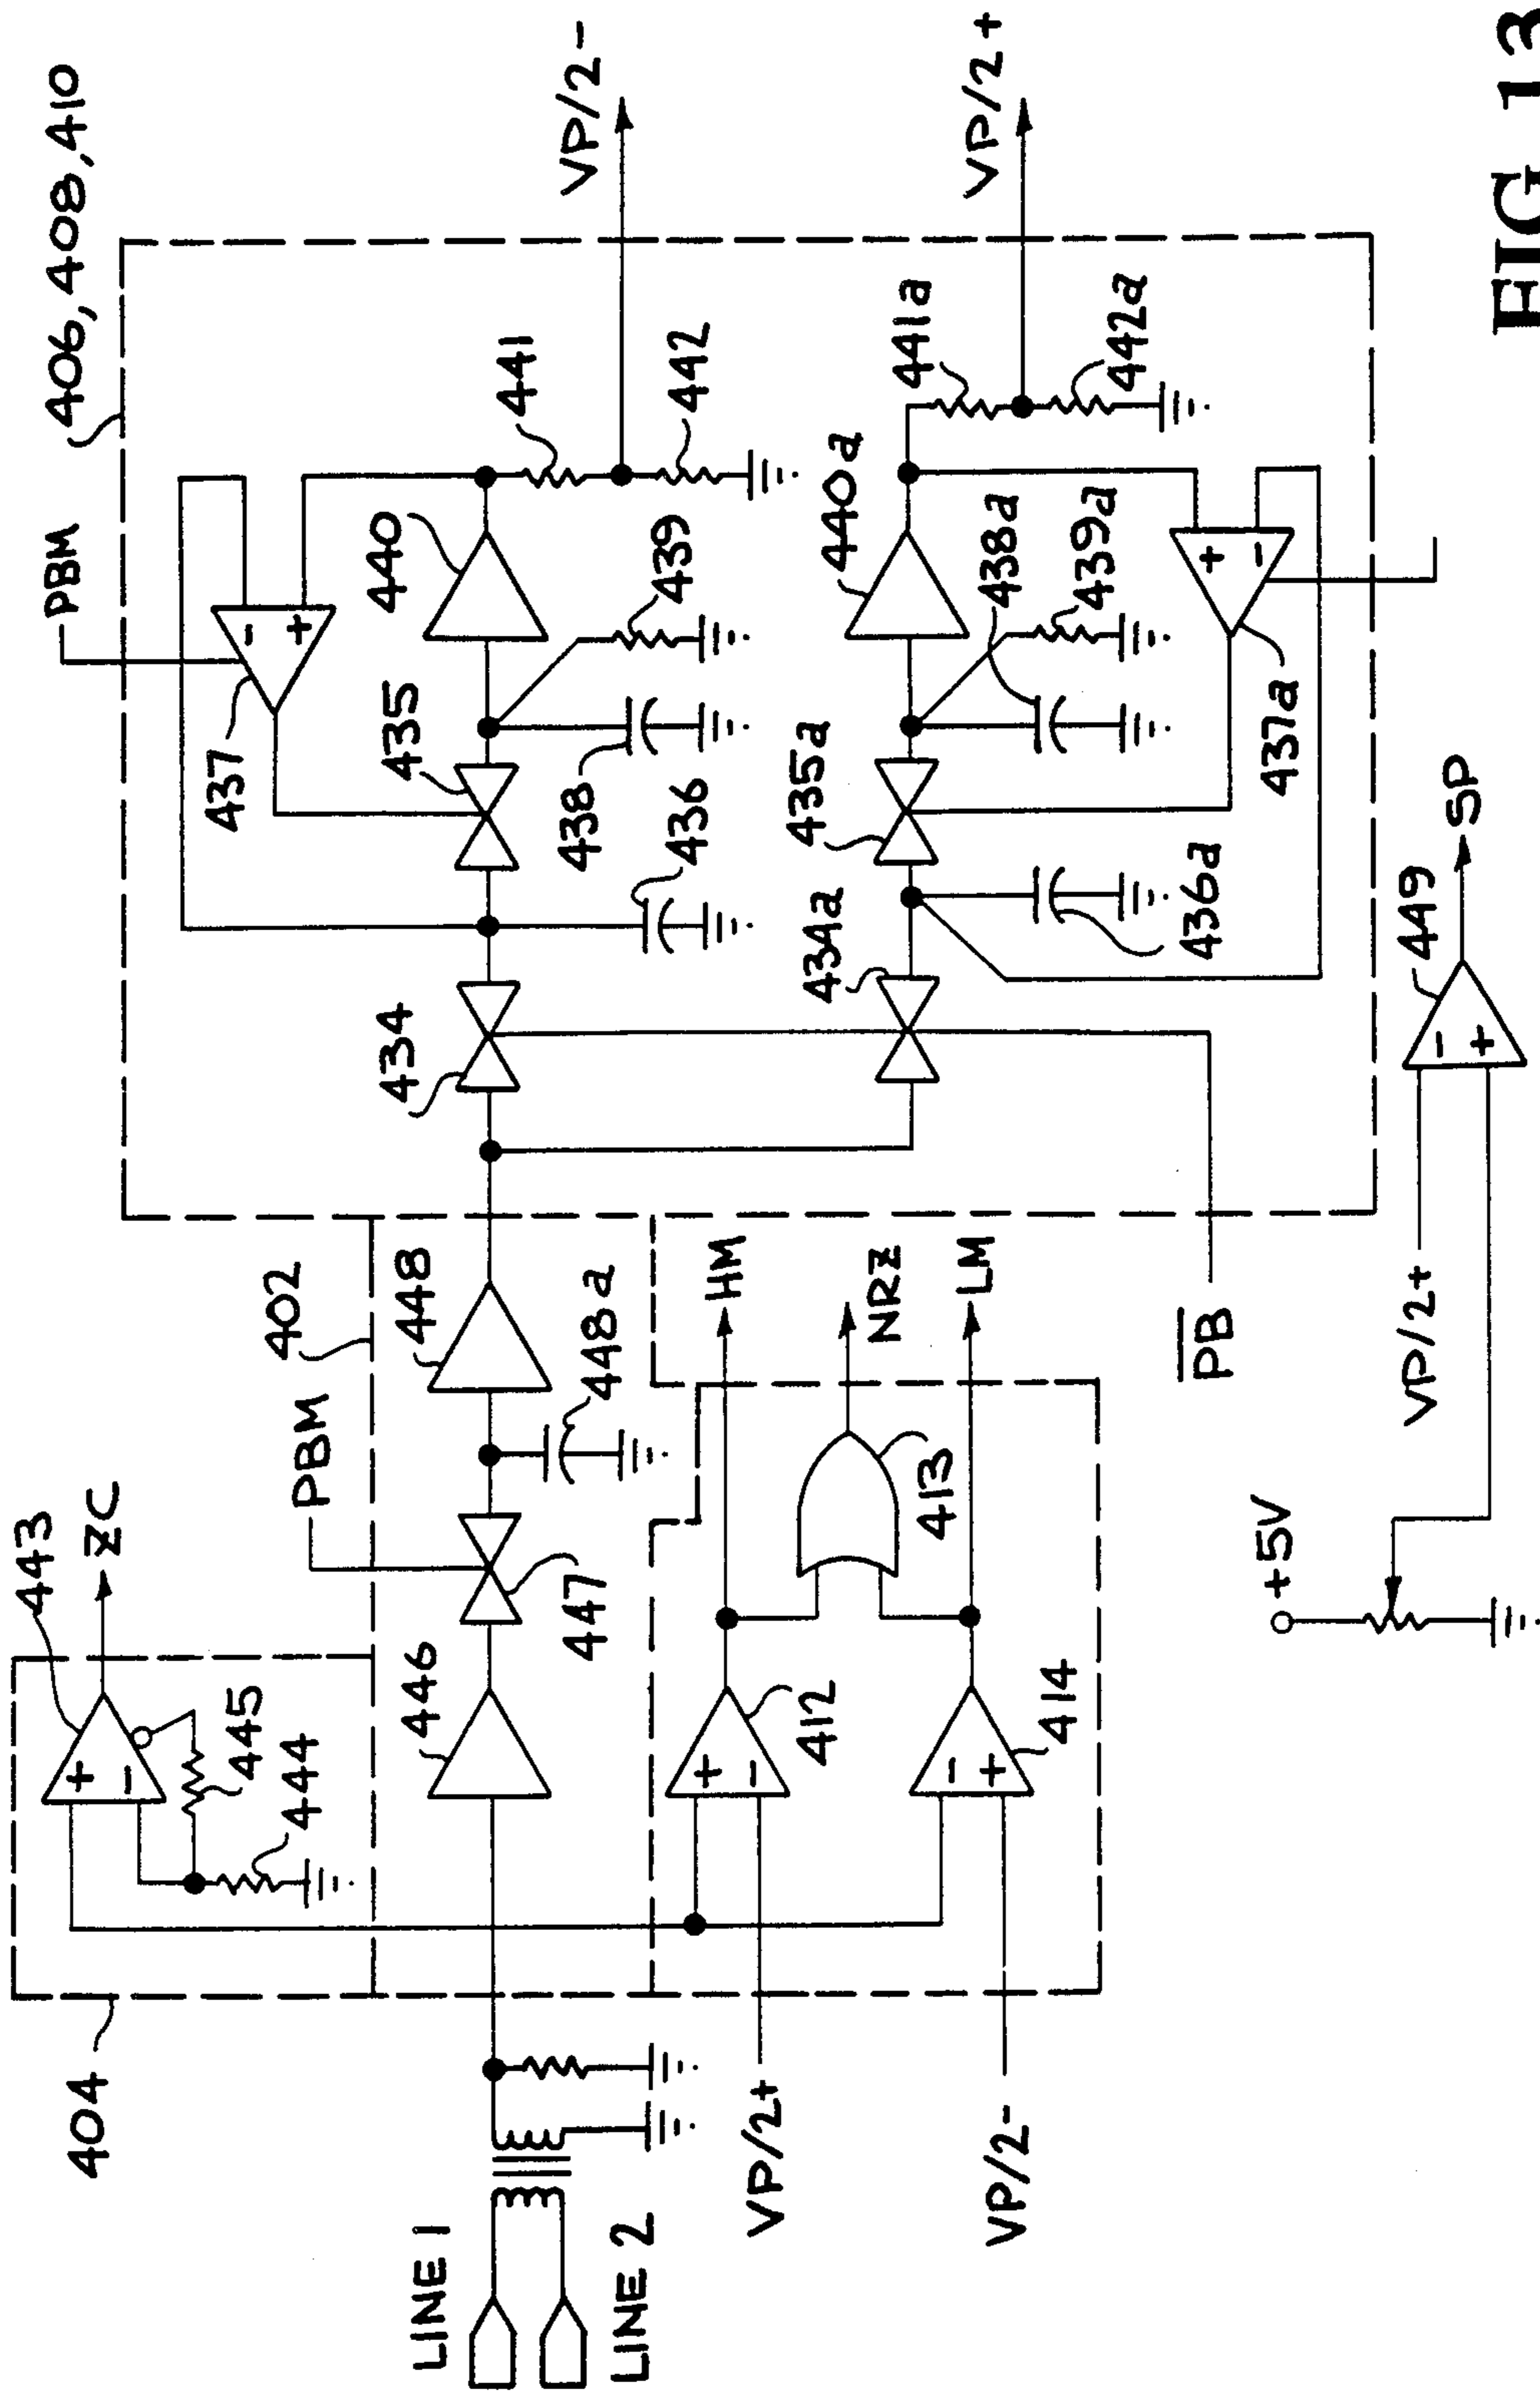 406, 408, 410
PBM
437
440
441
442
VP/2-
435
439
438
436
434
443
ZC
445
444
404
PBM
402
446
447
448
448a
LINE 1
LINE 2
HM
NRZ
LM
412
413
414
VP/2+
VP/2-
440a
441a
442a
VP/2+
438a
439a
435a
434a
436a
437a
PB
+5V
VP/2+
449
SP
+
-
FIG 13